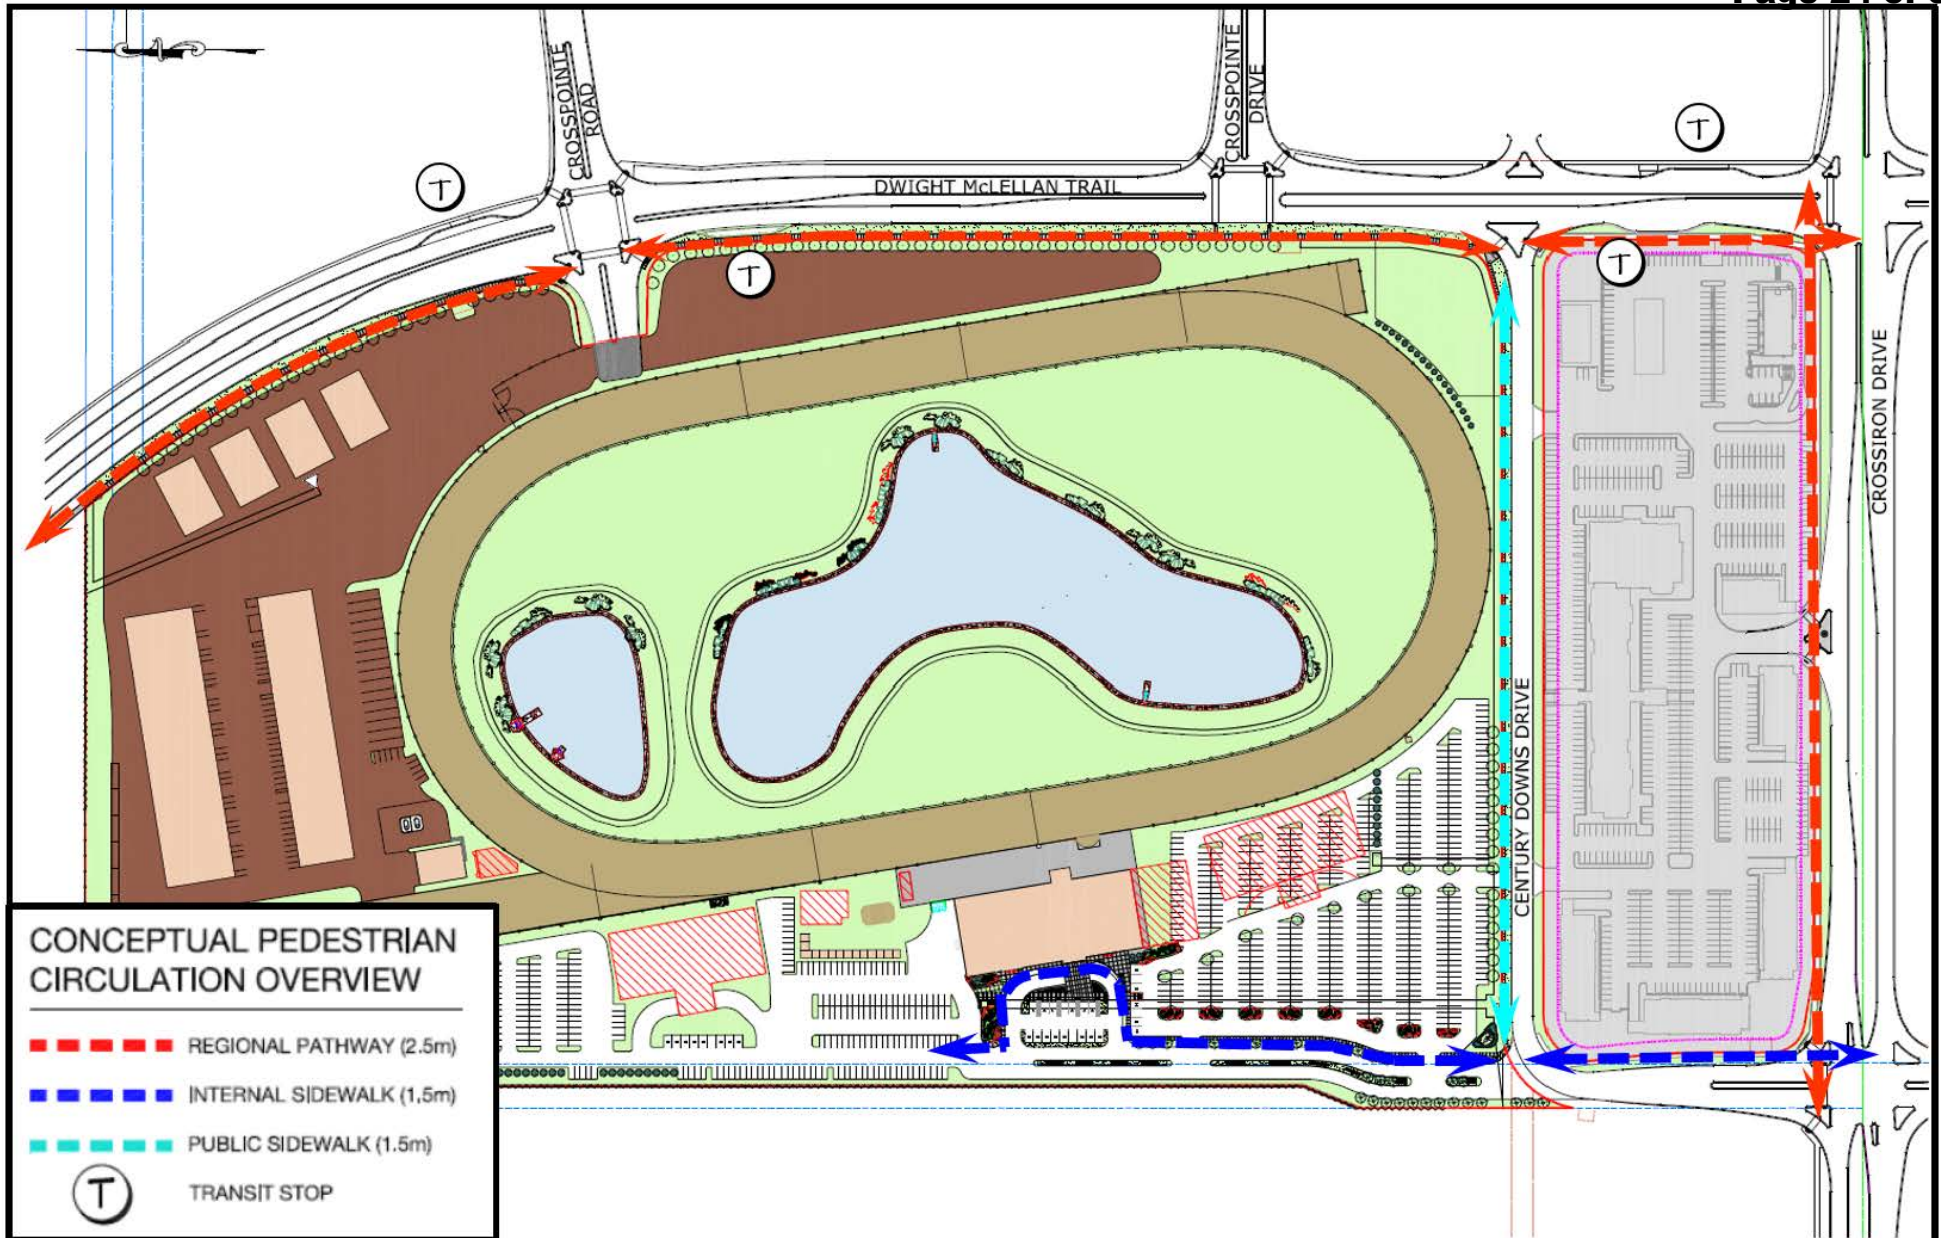 CROSSPOINTE
ROAD
CROSSPOINTE
DRIVE
T
T
DWIGHT McLELLAN TRAIL
T
T
CROSSIRON DRIVE
CENTURY DOWNS DRIVE
CONCEPTUAL PEDESTRIAN
CIRCULATION OVERVIEW
REGIONAL PATHWAY (2.5m)
INTERNAL SIDEWALK (1.5m)
PUBLIC SIDEWALK (1.5m)
T
TRANSIT STOP